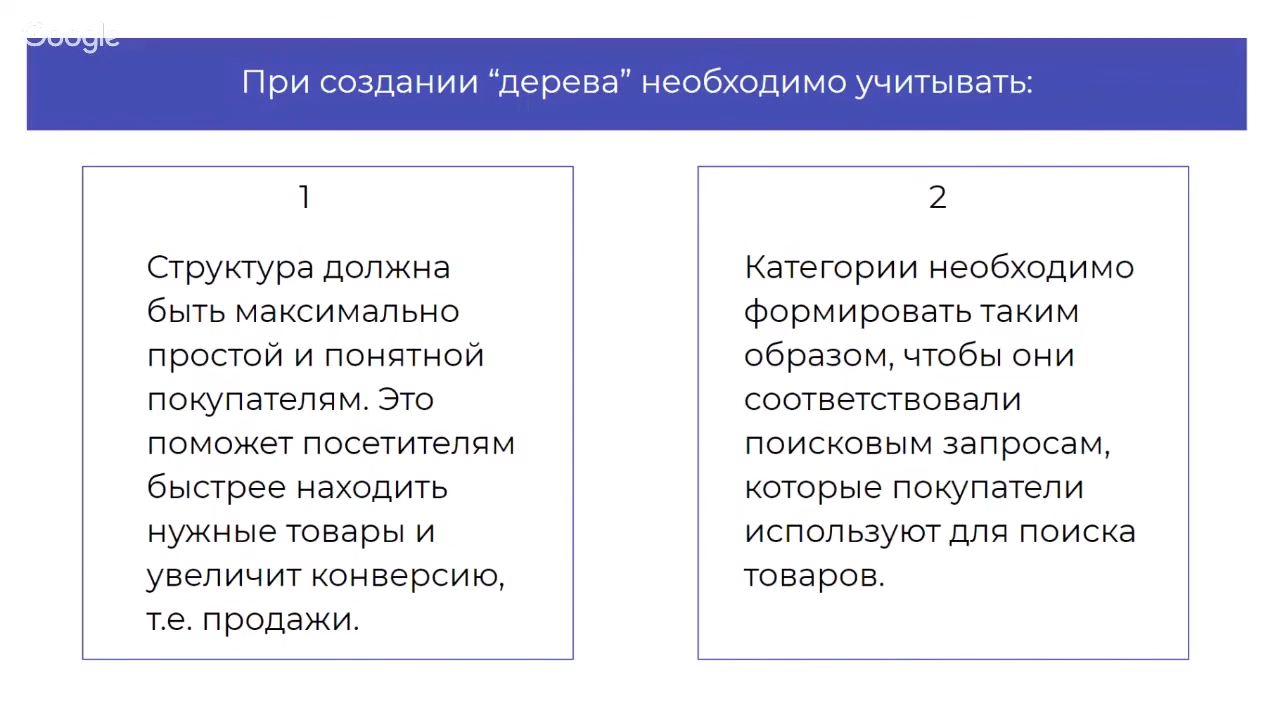 Google
При создании “дерева” необходимо учитывать:
1
Структура должна
быть максимально
простой и понятной
покупателям. Это
поможет посетителям
быстрее находить
нужные товары и
увеличит конверсию,
т.е. продажи.
2
Категории необходимо
формировать таким
образом, чтобы они
соответствовали
поисковым запросам,
которые покупатели
используют для поиска
товаров.